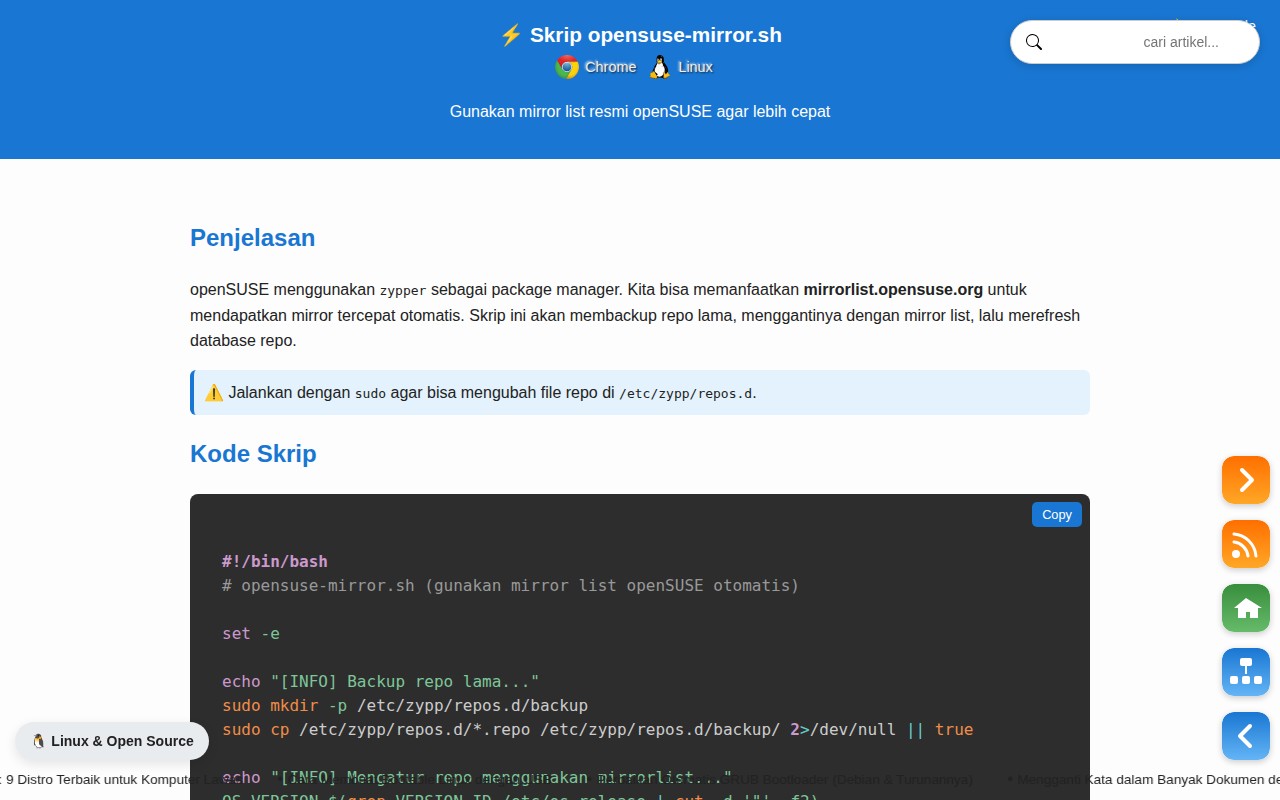 ⚡ Skrip opensuse-mirror.sh
Chrome Linux
cari artikel...
Gunakan mirror list resmi openSUSE agar lebih cepat
Penjelasan
openSUSE menggunakan zypper sebagai package manager. Kita bisa memanfaatkan mirrorlist.opensuse.org untuk
mendapatkan mirror tercepat otomatis. Skrip ini akan membackup repo lama, menggantinya dengan mirror list, lalu merefresh
database repo.
⚠️ Jalankan dengan sudo agar bisa mengubah file repo di /etc/zypp/repos.d.
Kode Skrip
Copy
#!/bin/bash
# opensuse-mirror.sh (gunakan mirror list openSUSE otomatis)
set -e
echo "[INFO] Backup repo lama..."
sudo mkdir -p /etc/zypp/repos.d/backup
sudo cp /etc/zypp/repos.d/*.repo /etc/zypp/repos.d/backup/ 2>/dev/null || true
🐧 Linux & Open Source
echo "[INFO] Mengatur repo menggunakan mirrorlist..."
: 9 Distro Terbaik untuk Komputer
GRUB Bootloader (Debian & Turunannya)
• Mengganti Kata dalam Banyak Dokumen de
OS_VERSION=$(grep VERSION_ID /etc/os-release | cut -d '"' -f2)